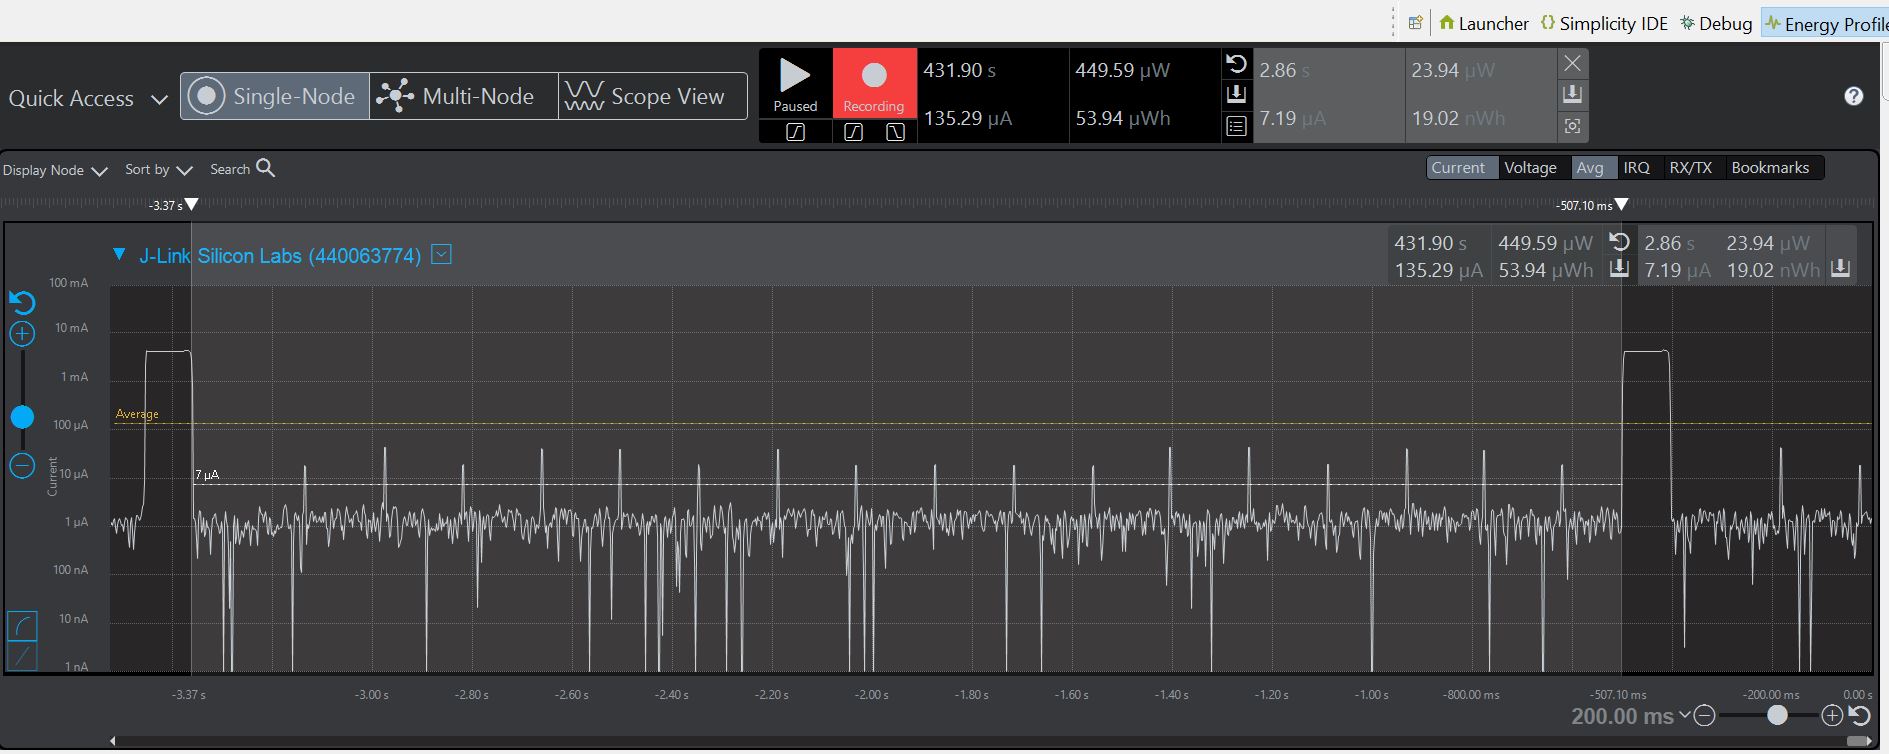 Launcher {} Simplicity IDE Debug Energy Profile
Quick Access Single-Node Multi-Node Scope View
Paused Recording
431.90 s 449.59 µW 2.86 s 23.94 µW
135.29 µA 53.94 µWh 7.19 µA 19.02 nWh
?
Display Node Sort by Search
Current Voltage Avg IRQ RX/TX Bookmarks
-3.37 s -507.10 ms
J-Link Silicon Labs (440063774)
431.90 s 449.59 µW 2.86 s 23.94 µW
135.29 µA 53.94 µWh 7.19 µA 19.02 nWh
100 mA
10 mA
1 mA
Average
100 µA
10 µA
7 µA
Current
1 µA
100 nA
10 nA
1 nA
-3.37 s -3.00 s -2.80 s -2.60 s -2.40 s -2.20 s -2.00 s -1.80 s -1.60 s -1.40 s -1.20 s -1.00 s -800.00 ms -507.10 ms -200.00 ms 0.00 s
200.00 ms